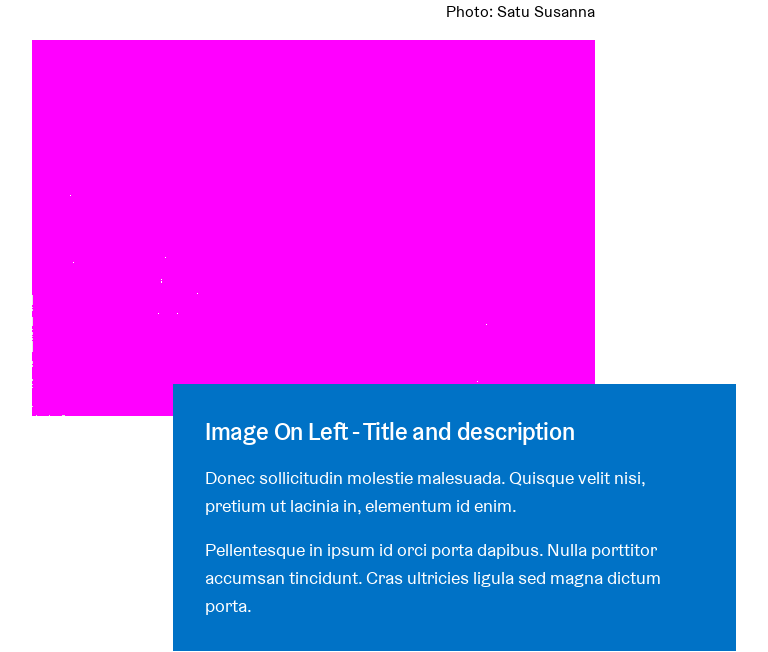 Photo: Satu Susanna
Image On Left - Title and description
Donec sollicitudin molestie malesuada. Quisque velit nisi,
pretium ut lacinia in, elementum id enim.
Pellentesque in ipsum id orci porta dapibus. Nulla porttitor
accumsan tincidunt. Cras ultricies ligula sed magna dictum
porta.